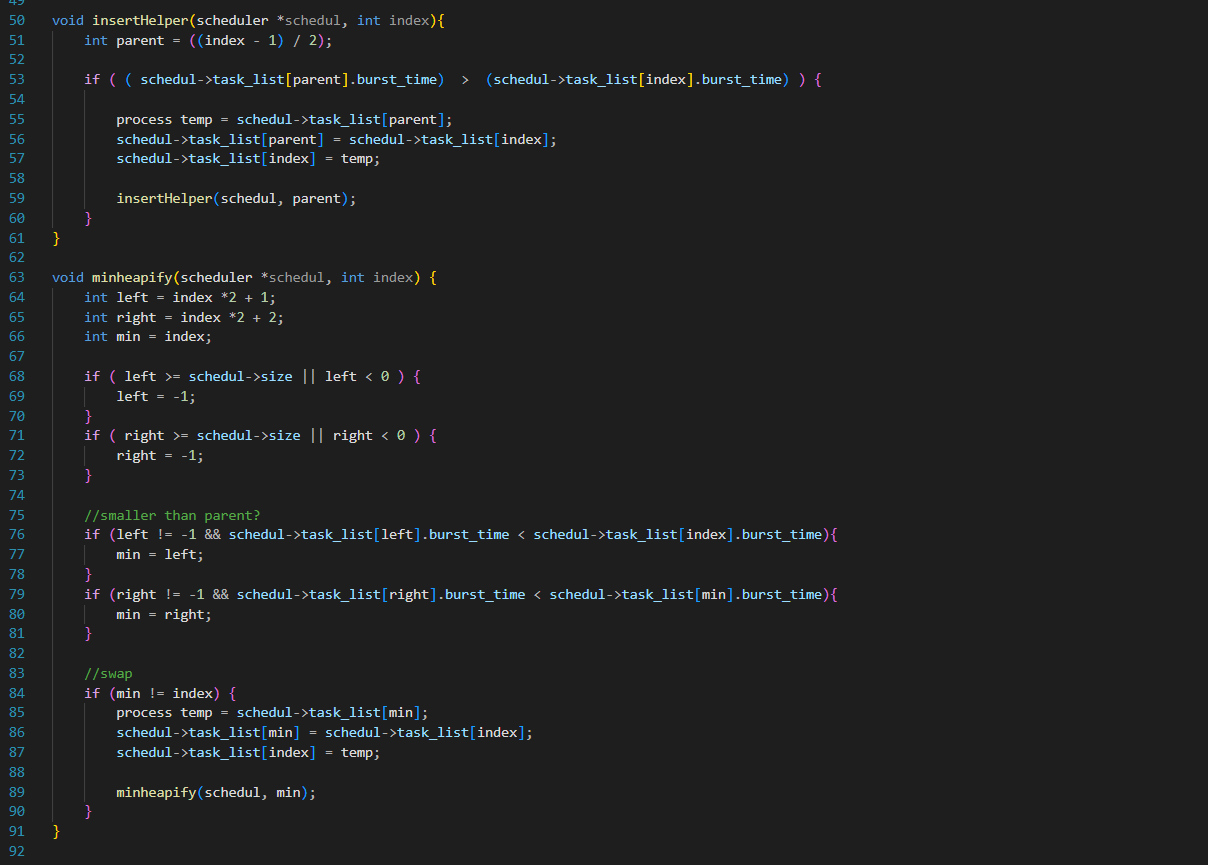 49
50 void insertHelper(scheduler *schedul, int index){
51     int parent = ((index - 1) / 2);
52
53     if ( ( schedul->task_list[parent].burst_time)  >  (schedul->task_list[index].burst_time) ) {
54
55         process temp = schedul->task_list[parent];
56         schedul->task_list[parent] = schedul->task_list[index];
57         schedul->task_list[index] = temp;
58
59         insertHelper(schedul, parent);
60     }
61 }
62
63 void minheapify(scheduler *schedul, int index) {
64     int left = index *2 + 1;
65     int right = index *2 + 2;
66     int min = index;
67
68     if ( left >= schedul->size || left < 0 ) {
69         left = -1;
70     }
71     if ( right >= schedul->size || right < 0 ) {
72         right = -1;
73     }
74
75     //smaller than parent?
76     if (left != -1 && schedul->task_list[left].burst_time < schedul->task_list[index].burst_time){
77         min = left;
78     }
79     if (right != -1 && schedul->task_list[right].burst_time < schedul->task_list[min].burst_time){
80         min = right;
81     }
82
83     //swap
84     if (min != index) {
85         process temp = schedul->task_list[min];
86         schedul->task_list[min] = schedul->task_list[index];
87         schedul->task_list[index] = temp;
88
89         minheapify(schedul, min);
90     }
91 }
92